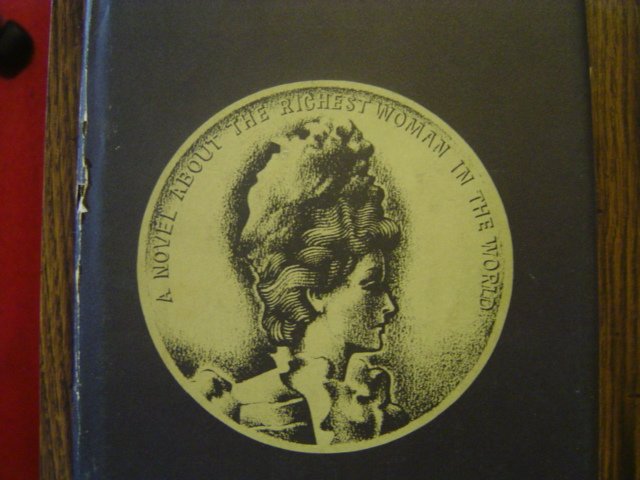 A NOVEL ABOUT THE RICHEST WOMAN IN THE WORLD